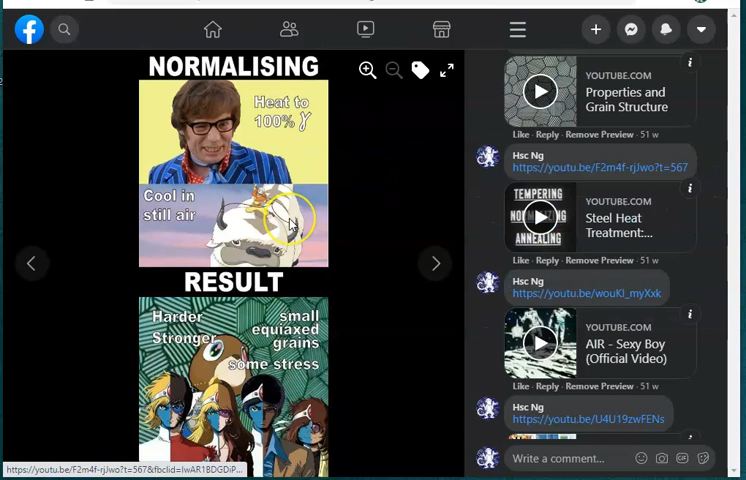 NORMALISING
Heat to
100% γ
Cool in
still air
RESULT
Harder
Stronger
small
equiaxed
grains
some stress
YOUTUBE.COM
Properties and
Grain Structure
Like · Reply · Remove Preview · 51 w
Hsc Ng
https://youtu.be/F2m4f-rjJwo?t=567
TEMPERING
NORMALIZING
ANNEALING
YOUTUBE.COM
Steel Heat
Treatment:...
Like · Reply · Remove Preview · 51 w
Hsc Ng
https://youtu.be/wouKI_myXxk
YOUTUBE.COM
AIR - Sexy Boy
(Official Video)
Like · Reply · Remove Preview · 51 w
Hsc Ng
https://youtu.be/U4U19zwFENs
Write a comment...
GIF
https://youtu.be/F2m4f-rjJwo?t=567&fbclid=IwAR1BDGDiP...